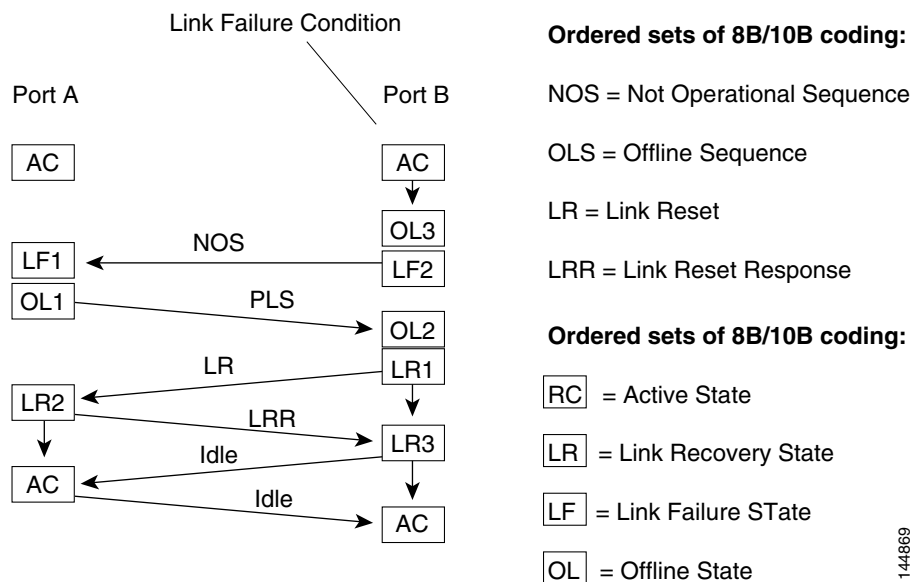 Link Failure Condition
Port A
Port B
AC
AC
OL3
NOS
LF1
LF2
OL1
PLS
OL2
LR1
LR
LR2
LRR
LR3
Idle
AC
Idle
AC
Ordered sets of 8B/10B coding:
NOS = Not Operational Sequence
OLS = Offline Sequence
LR = Link Reset
LRR = Link Reset Response
Ordered sets of 8B/10B coding:
RC = Active State
LR = Link Recovery State
LF = Link Failure STate
OL = Offline State
144869